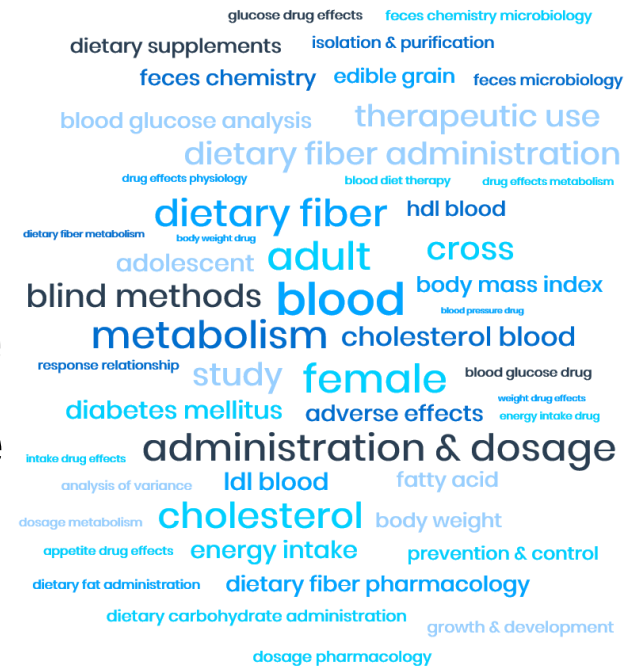 glucose drug effects feces chemistry microbiology
dietary supplements isolation & purification
feces chemistry edible grain feces microbiology
blood glucose analysis therapeutic use
dietary fiber administration
drug effects physiology blood diet therapy drug effects metabolism
dietary fiber hdl blood
dietary fiber metabolism body weight drug
adolescent adult cross
blind methods blood body mass index
blood pressure drug
metabolism cholesterol blood
response relationship study female blood glucose drug
weight drug effects
diabetes mellitus adverse effects energy intake drug
intake drug effects administration & dosage
analysis of variance ldl blood fatty acid
dosage metabolism cholesterol body weight
appetite drug effects energy intake prevention & control
dietary fat administration dietary fiber pharmacology
dietary carbohydrate administration growth & development
dosage pharmacology